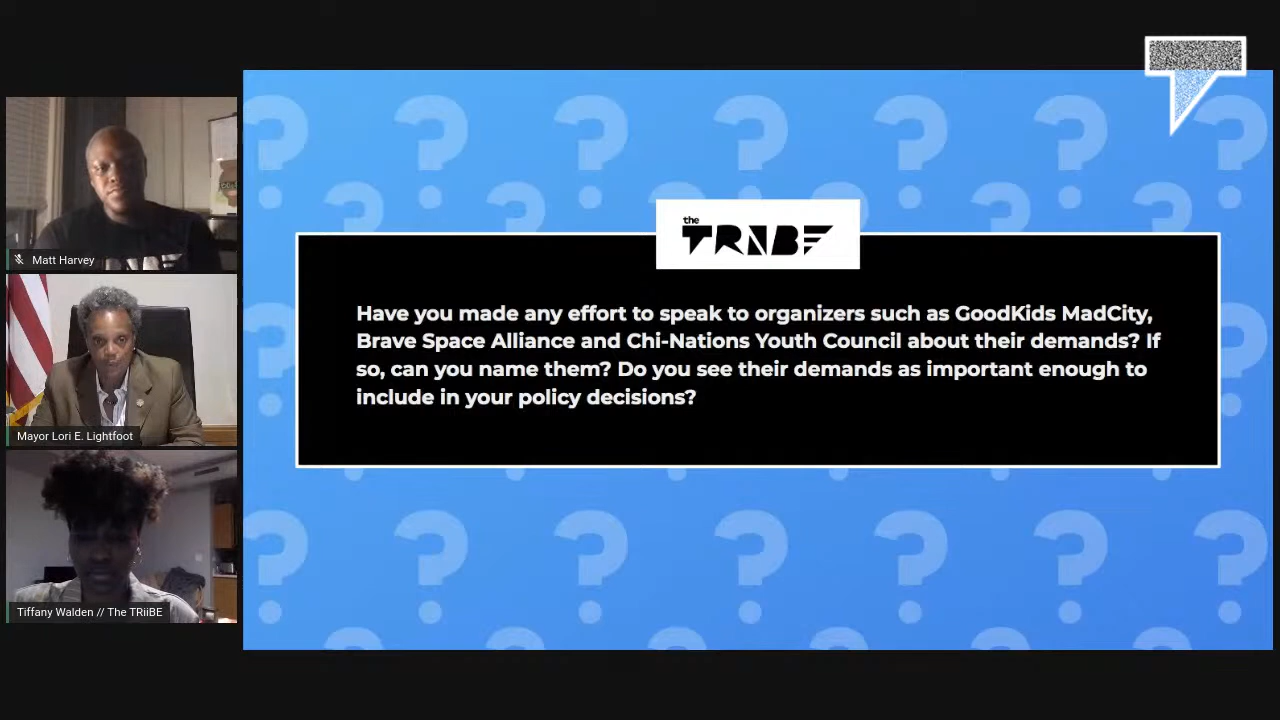 Matt Harvey
Mayor Lori E. Lightfoot
Tiffany Walden // The TRiiBE
the
TRiiBE
Have you made any effort to speak to organizers such as GoodKids MadCity,
Brave Space Alliance and Chi-Nations Youth Council about their demands? If
so, can you name them? Do you see their demands as important enough to
include in your policy decisions?